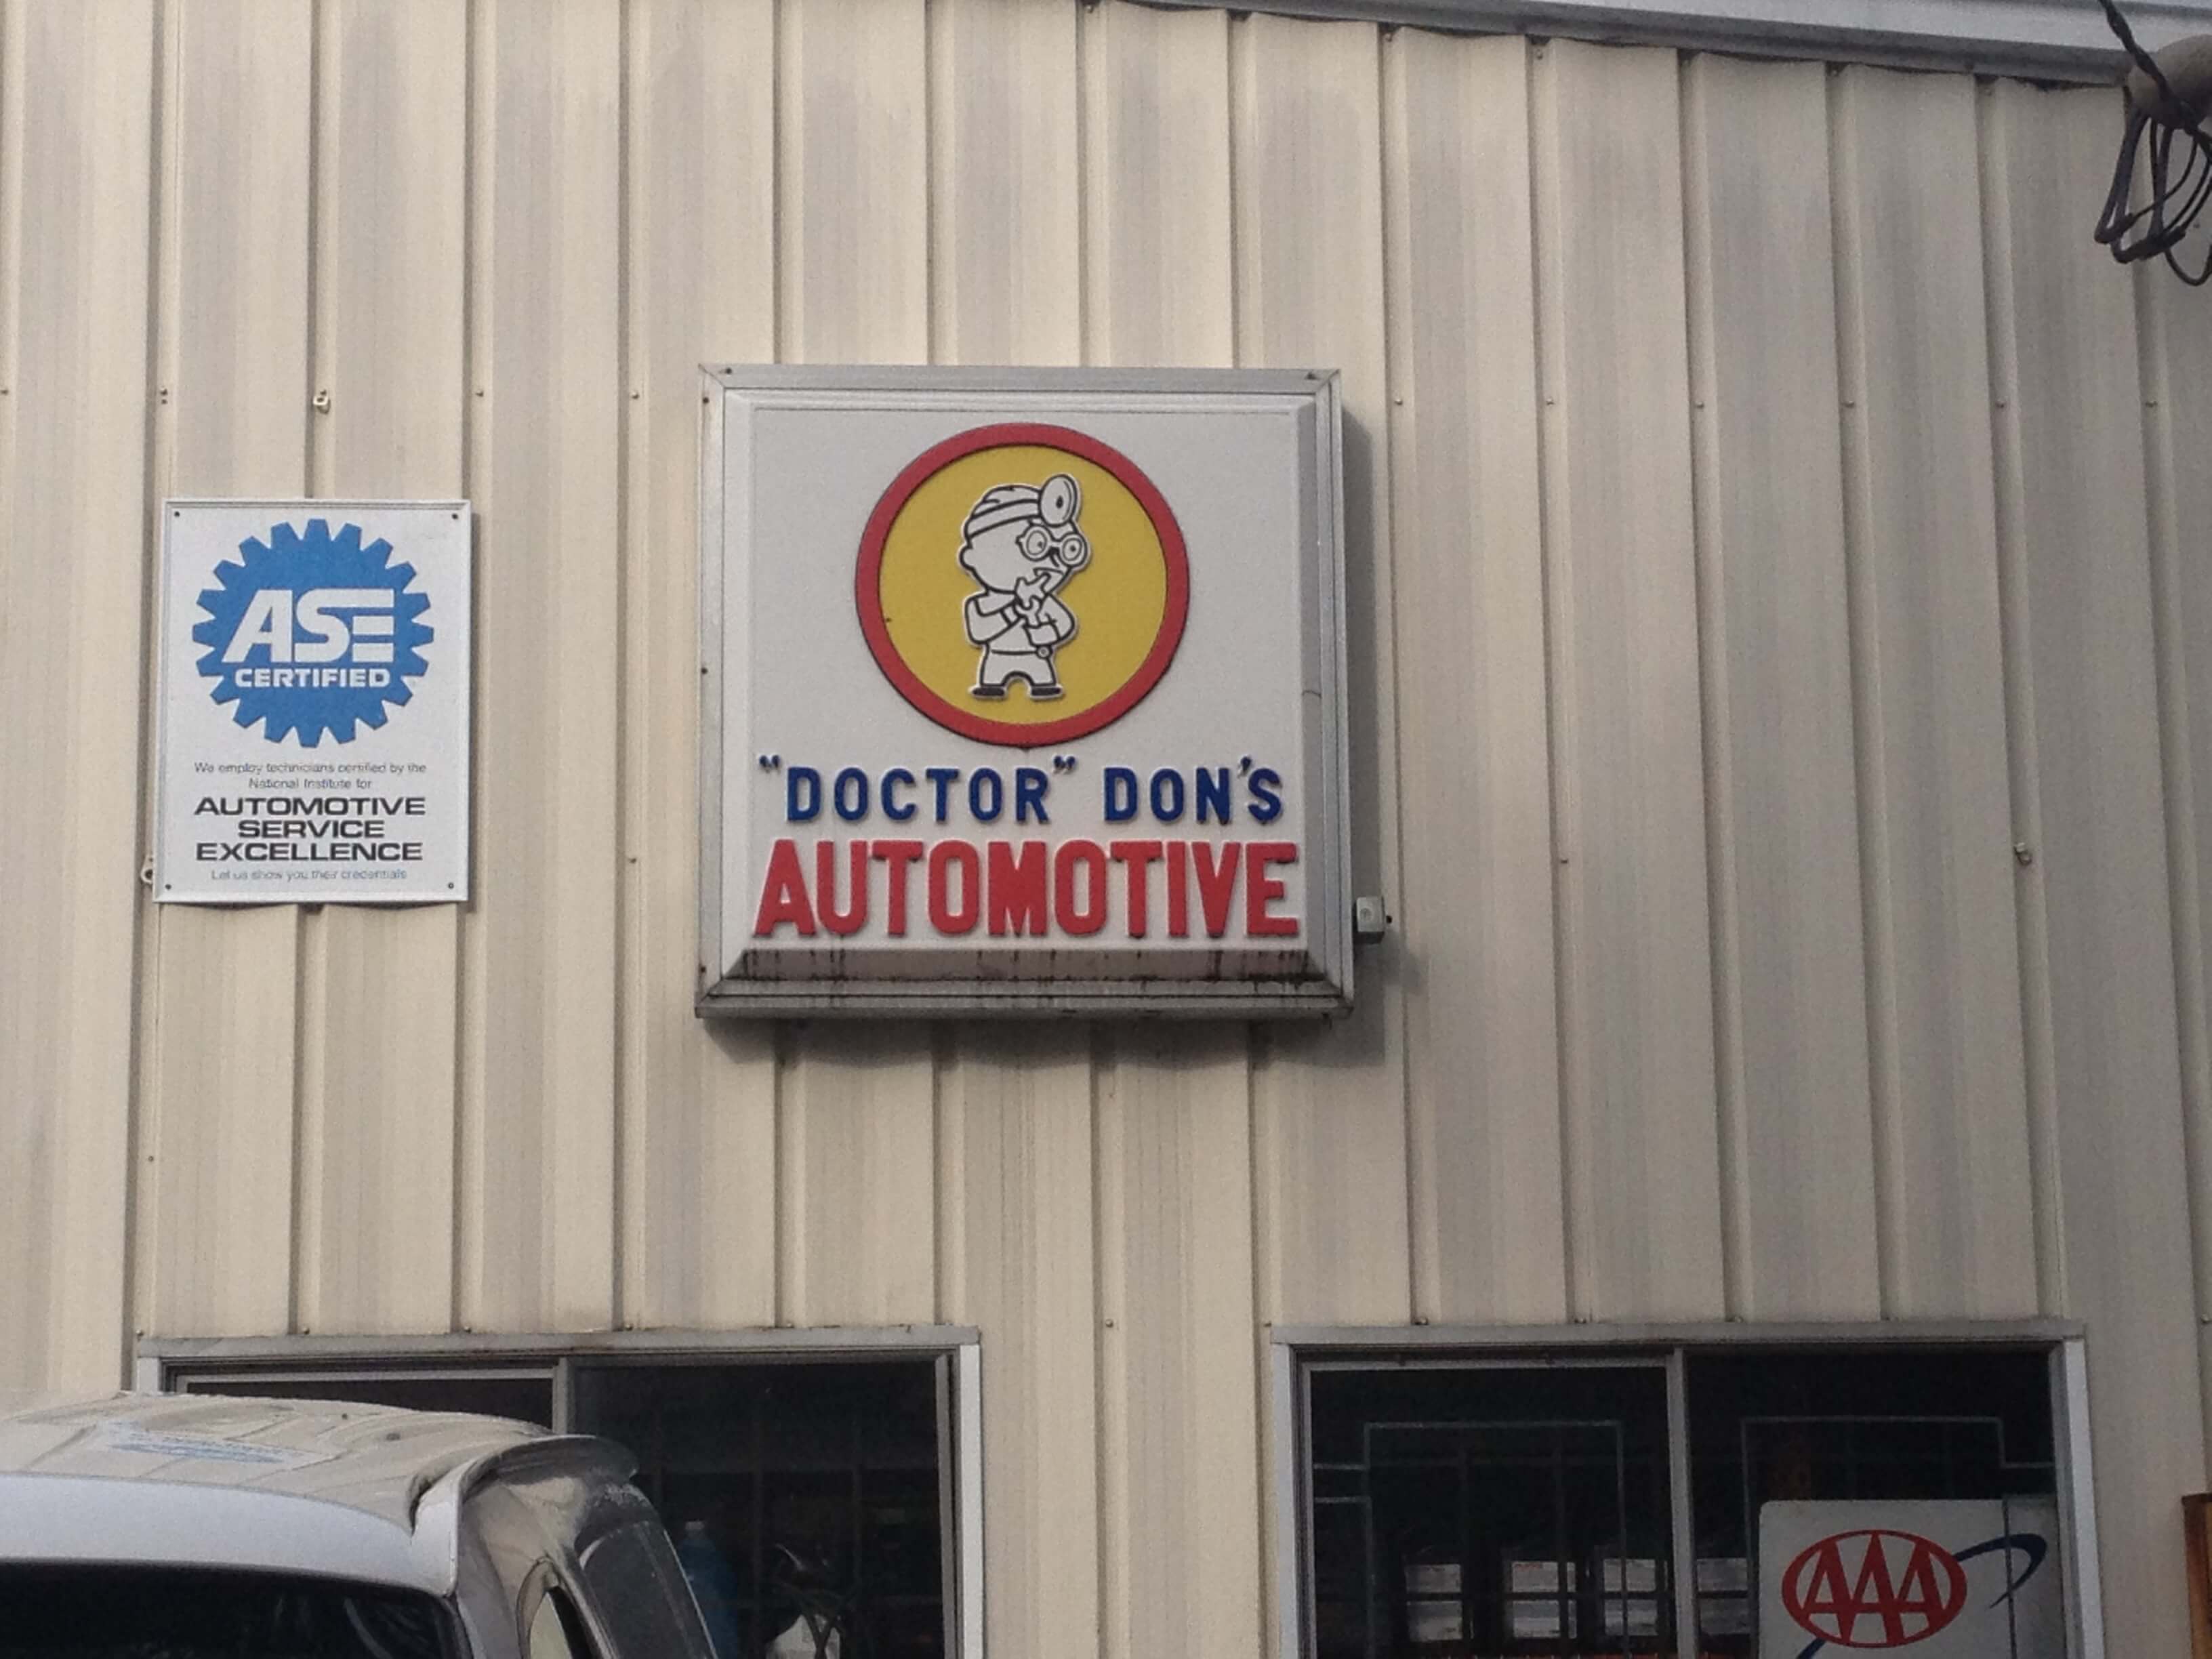 ASE
CERTIFIED
We employ technicians certified by the
National Institute for
AUTOMOTIVE
SERVICE
EXCELLENCE
Let us show you their credentials
"DOCTOR" DON'S
AUTOMOTIVE
AAA